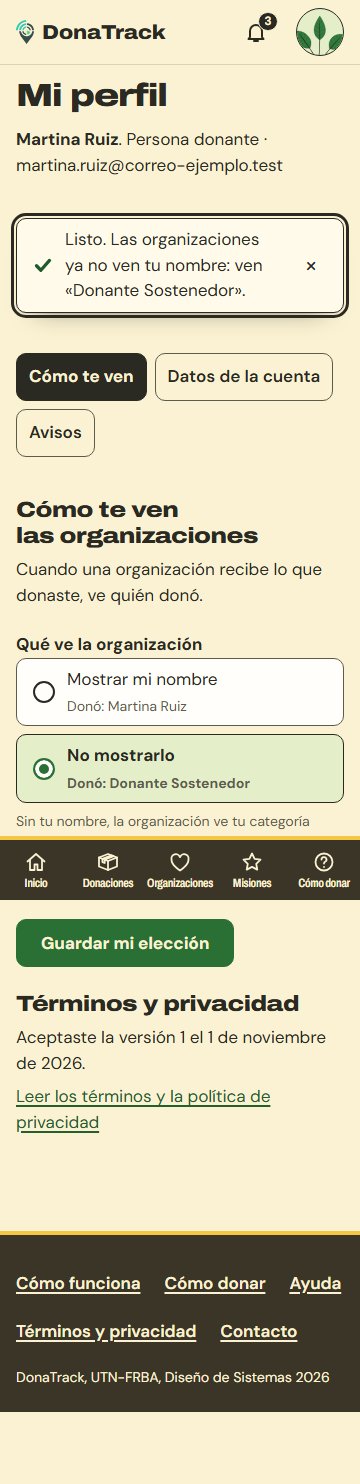 DonaTrack
3
Mi perfil
Martina Ruiz. Persona donante ·
martina.ruiz@correo-ejemplo.test
Listo. Las organizaciones
ya no ven tu nombre: ven
«Donante Sostenedor».
×
Cómo te ven
Datos de la cuenta
Avisos
Cómo te ven
las organizaciones
Cuando una organización recibe lo que
donaste, ve quién donó.
Qué ve la organización
Mostrar mi nombre
Donó: Martina Ruiz
No mostrarlo
Donó: Donante Sostenedor
Sin tu nombre, la organización ve tu categoría
Inicio
Donaciones
Organizaciones
Misiones
Cómo donar
Guardar mi elección
Términos y privacidad
Aceptaste la versión 1 el 1 de noviembre
de 2026.
Leer los términos y la política de
privacidad
Cómo funciona
Cómo donar
Ayuda
Términos y privacidad
Contacto
DonaTrack, UTN-FRBA, Diseño de Sistemas 2026